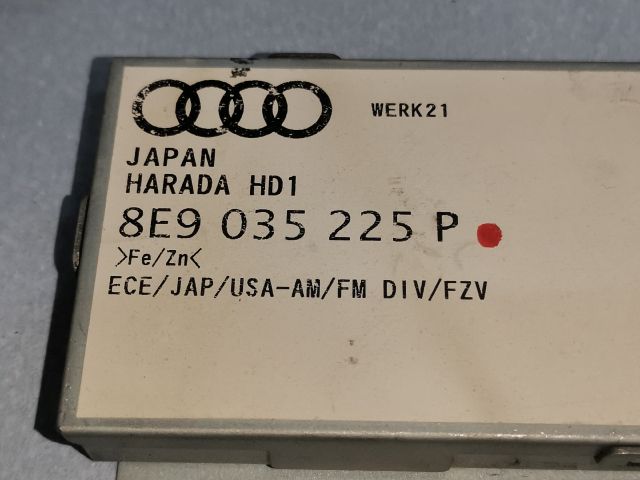 WERK21
JAPAN
HARADA HD1
8E9 035 225 P
>Fe/Zn<
ECE/JAP/USA-AM/FM DIV/FZV